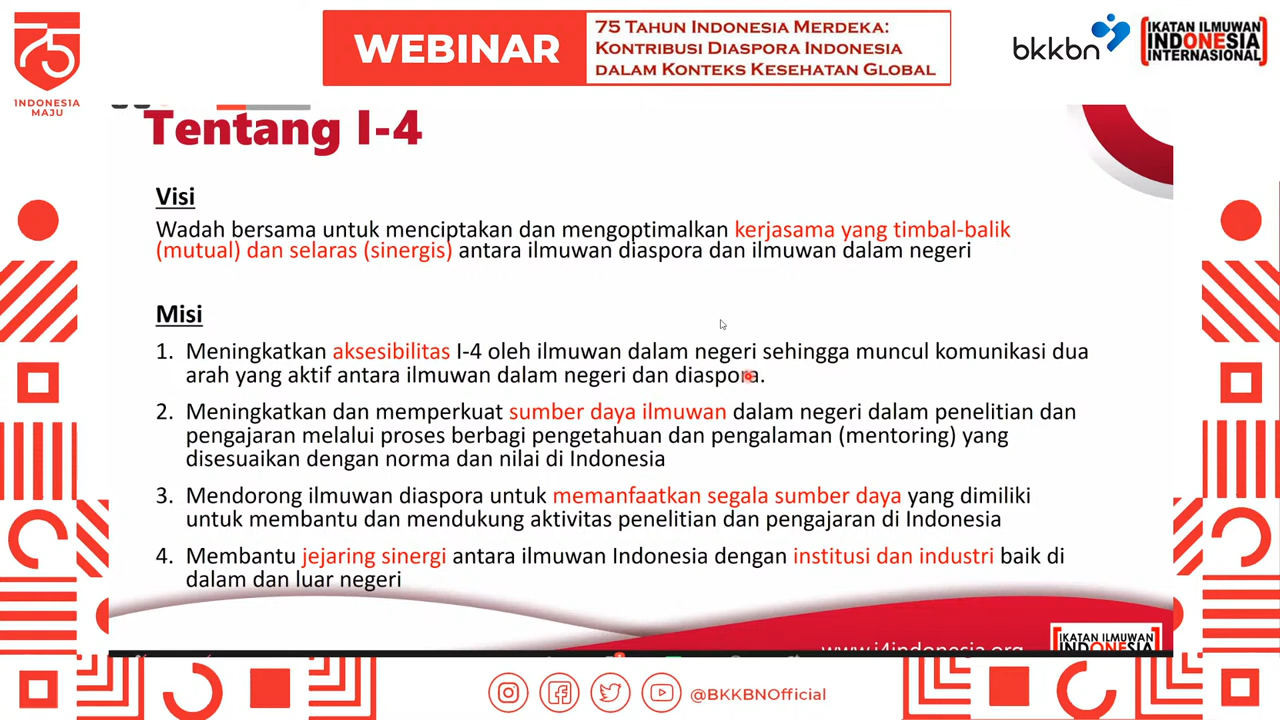 75
INDONESIA
MAJU
WEBINAR
75 TAHUN INDONESIA MERDEKA:
KONTRIBUSI DIASPORA INDONESIA
DALAM KONTEKS KESEHATAN GLOBAL
bkkbn
IKATAN ILMUWAN
INDONESIA
INTERNASIONAL
Tentang I-4
Visi
Wadah bersama untuk menciptakan dan mengoptimalkan kerjasama yang timbal-balik
(mutual) dan selaras (sinergis) antara ilmuwan diaspora dan ilmuwan dalam negeri
Misi
1. Meningkatkan aksesibilitas I-4 oleh ilmuwan dalam negeri sehingga muncul komunikasi dua
arah yang aktif antara ilmuwan dalam negeri dan diaspora.
2. Meningkatkan dan memperkuat sumber daya ilmuwan dalam negeri dalam penelitian dan
pengajaran melalui proses berbagi pengetahuan dan pengalaman (mentoring) yang
disesuaikan dengan norma dan nilai di Indonesia
3. Mendorong ilmuwan diaspora untuk memanfaatkan segala sumber daya yang dimiliki
untuk membantu dan mendukung aktivitas penelitian dan pengajaran di Indonesia
4. Membantu jejaring sinergi antara ilmuwan Indonesia dengan institusi dan industri baik di
dalam dan luar negeri
www.i4indonesia.org
IKATAN ILMUWAN
INDONESIA
@BKKBNOfficial